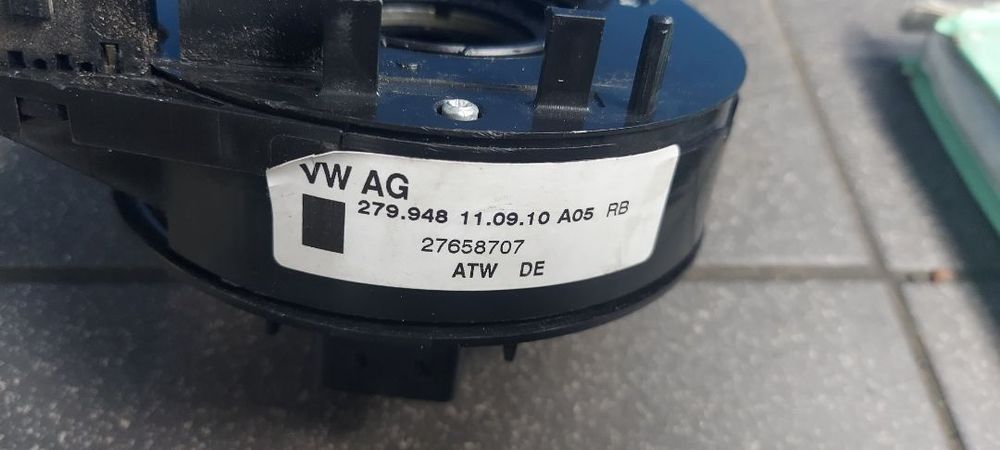 VW AG
279.948 11.09.10 A05 RB
27658707
ATW DE